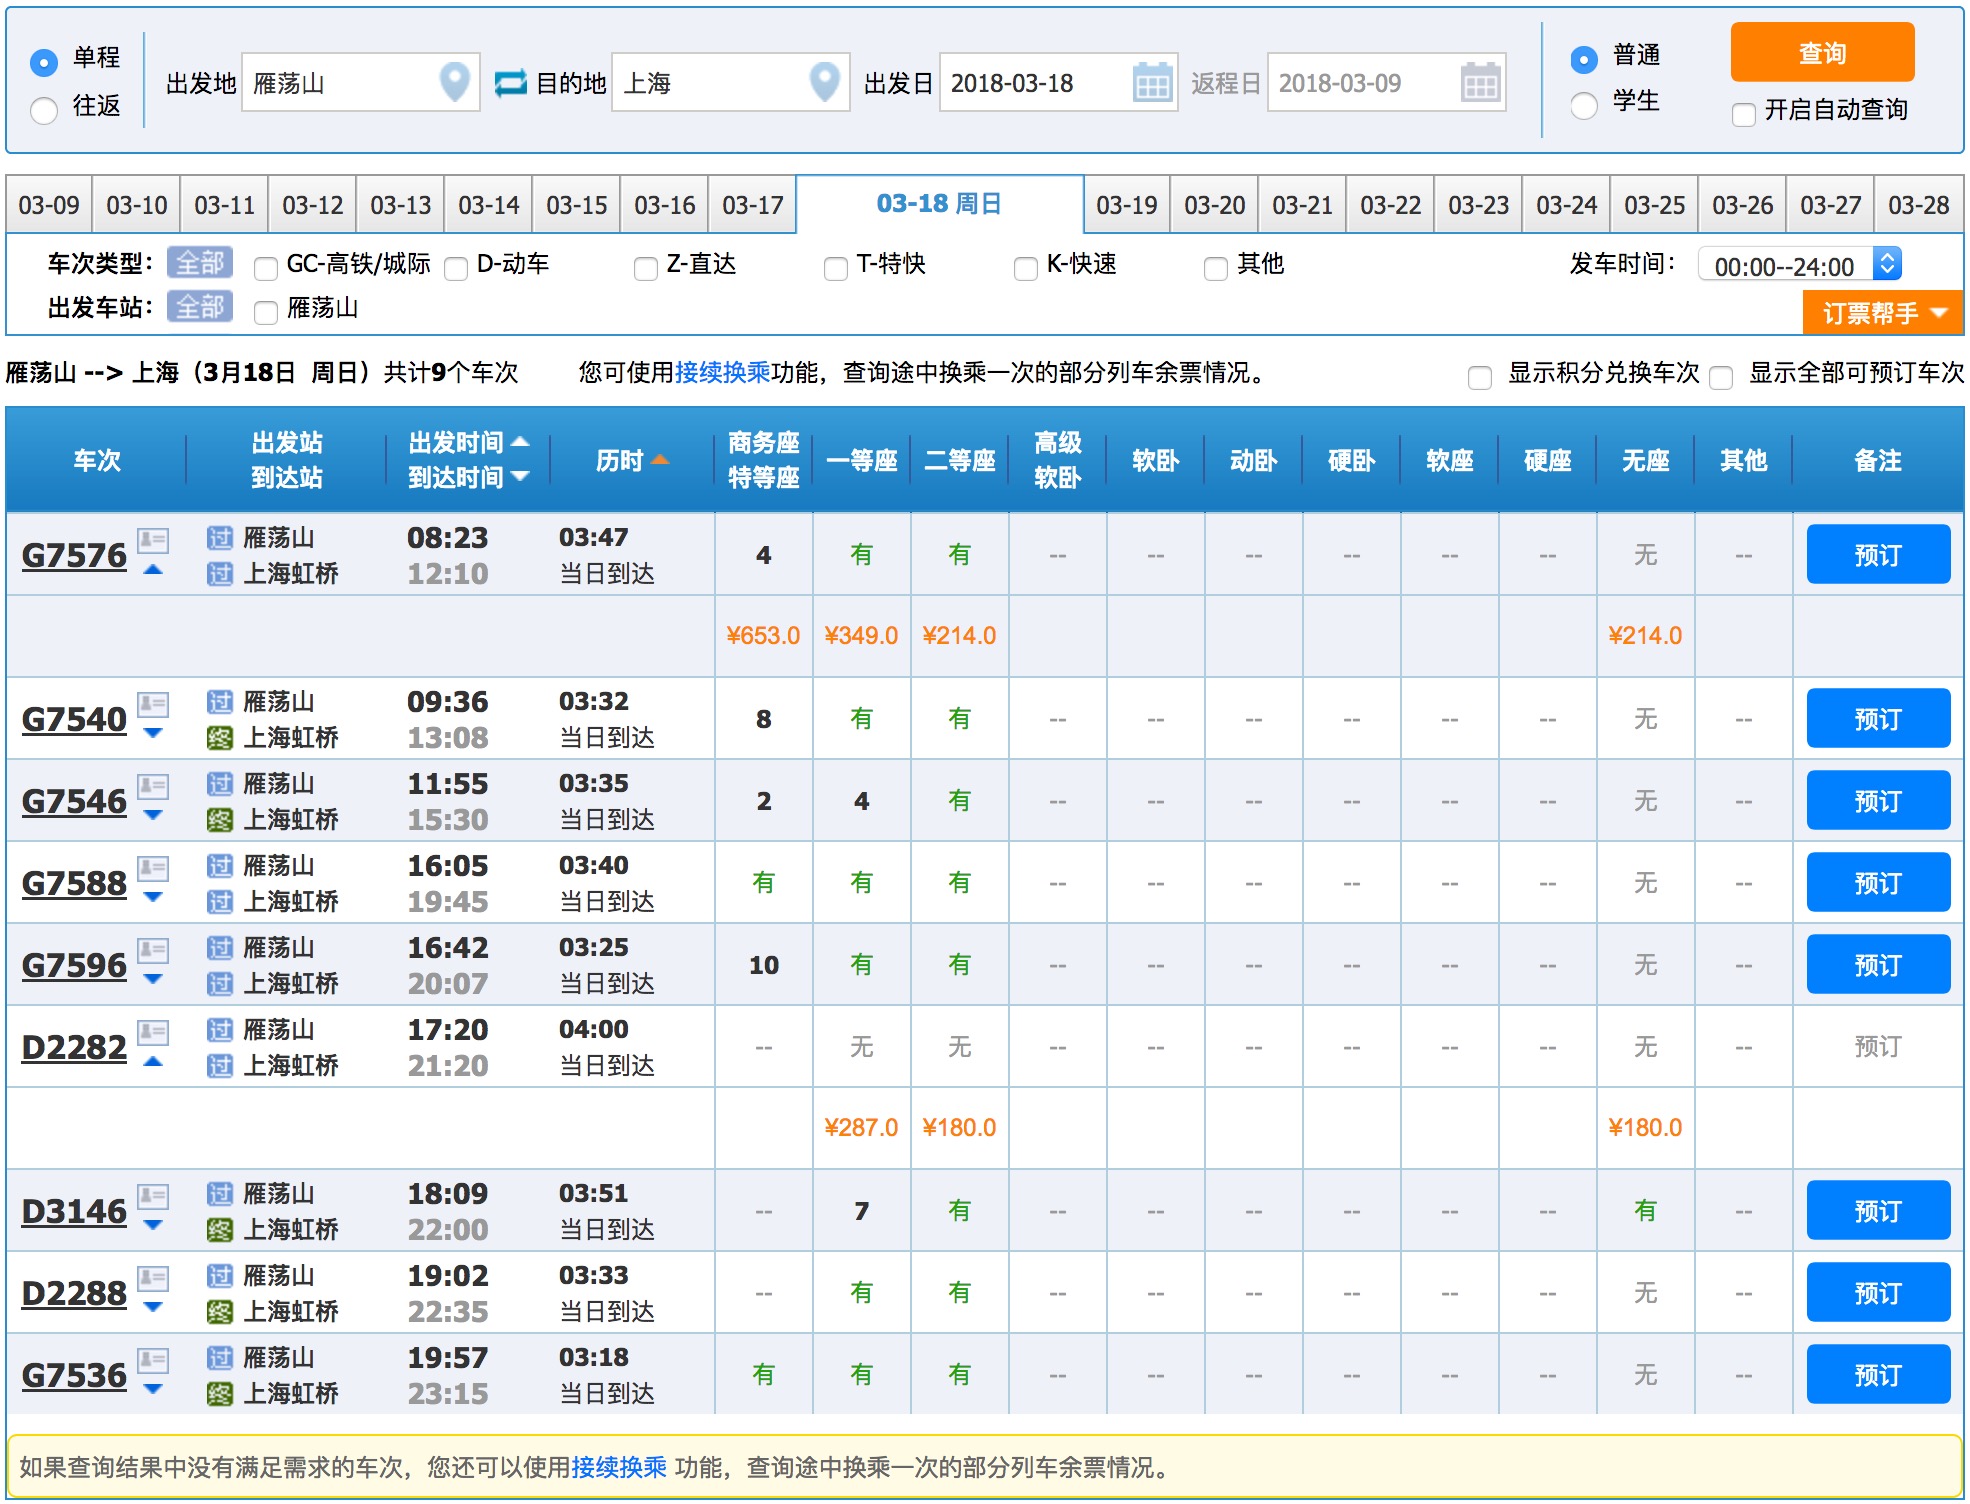 单程
往返
出发地 雁荡山 目的地 上海 出发日 2018-03-18 返程日 2018-03-09
普通
学生
查询
开启自动查询
03-09 03-10 03-11 03-12 03-13 03-14 03-15 03-16 03-17 03-18 周日 03-19 03-20 03-21 03-22 03-23 03-24 03-25 03-26 03-27 03-28
车次类型： 全部 GC-高铁/城际 D-动车 Z-直达 T-特快 K-快速 其他 发车时间： 00:00--24:00
出发车站： 全部 雁荡山 订票帮手
雁荡山 --> 上海（3月18日 周日）共计9个车次 您可使用接续换乘功能，查询途中换乘一次的部分列车余票情况。 显示积分兑换车次 显示全部可预订车次
车次 出发站 到达站 出发时间 到达时间 历时 商务座 特等座 一等座 二等座 高级 软卧 软卧 动卧 硬卧 软座 硬座 无座 其他 备注
G7576 过 雁荡山 08:23 03:47 4 有 有 -- -- -- -- -- -- 无 -- 预订
过 上海虹桥 12:10 当日到达
¥653.0 ¥349.0 ¥214.0 ¥214.0
G7540 过 雁荡山 09:36 03:32 8 有 有 -- -- -- -- -- -- 无 -- 预订
终 上海虹桥 13:08 当日到达
G7546 过 雁荡山 11:55 03:35 2 4 有 -- -- -- -- -- -- 无 -- 预订
终 上海虹桥 15:30 当日到达
G7588 过 雁荡山 16:05 03:40 有 有 有 -- -- -- -- -- -- 无 -- 预订
过 上海虹桥 19:45 当日到达
G7596 过 雁荡山 16:42 03:25 10 有 有 -- -- -- -- -- -- 无 -- 预订
过 上海虹桥 20:07 当日到达
D2282 过 雁荡山 17:20 04:00 -- 无 无 -- -- -- -- -- -- 无 -- 预订
过 上海虹桥 21:20 当日到达
¥287.0 ¥180.0 ¥180.0
D3146 过 雁荡山 18:09 03:51 -- 7 有 -- -- -- -- -- -- 有 -- 预订
终 上海虹桥 22:00 当日到达
D2288 过 雁荡山 19:02 03:33 -- 有 有 -- -- -- -- -- -- 无 -- 预订
终 上海虹桥 22:35 当日到达
G7536 过 雁荡山 19:57 03:18 有 有 有 -- -- -- -- -- -- 无 -- 预订
终 上海虹桥 23:15 当日到达
如果查询结果中没有满足需求的车次，您还可以使用接续换乘 功能，查询途中换乘一次的部分列车余票情况。